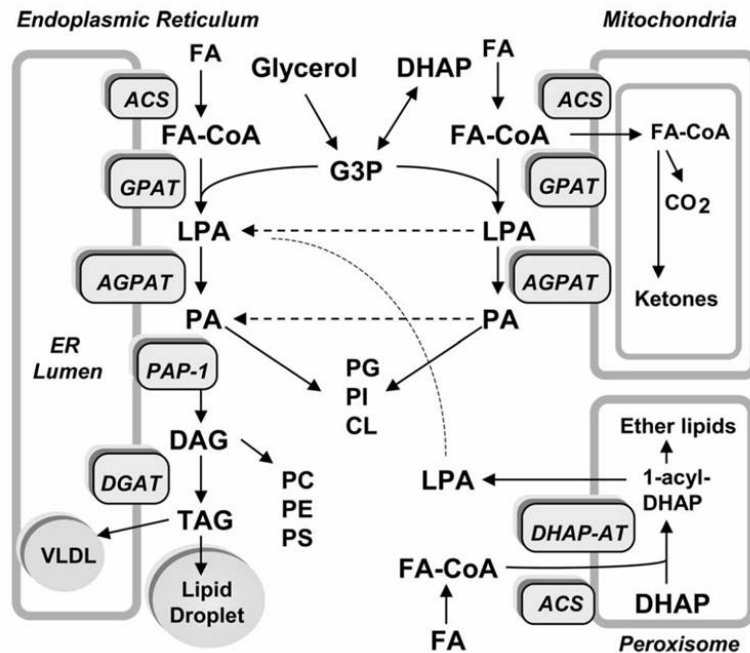 Endoplasmic Reticulum
Mitochondria
FA
Glycerol
DHAP
FA
ACS
ACS
FA-CoA
FA-CoA
FA-CoA
GPAT
G3P
GPAT
CO2
LPA
LPA
AGPAT
AGPAT
Ketones
PA
PA
ER
Lumen
PAP-1
PG
PI
CL
DAG
Ether lipids
DGAT
PC
PE
PS
LPA
1-acyl-
DHAP
TAG
DHAP-AT
VLDL
FA-CoA
Lipid
Droplet
ACS
DHAP
FA
Peroxisome